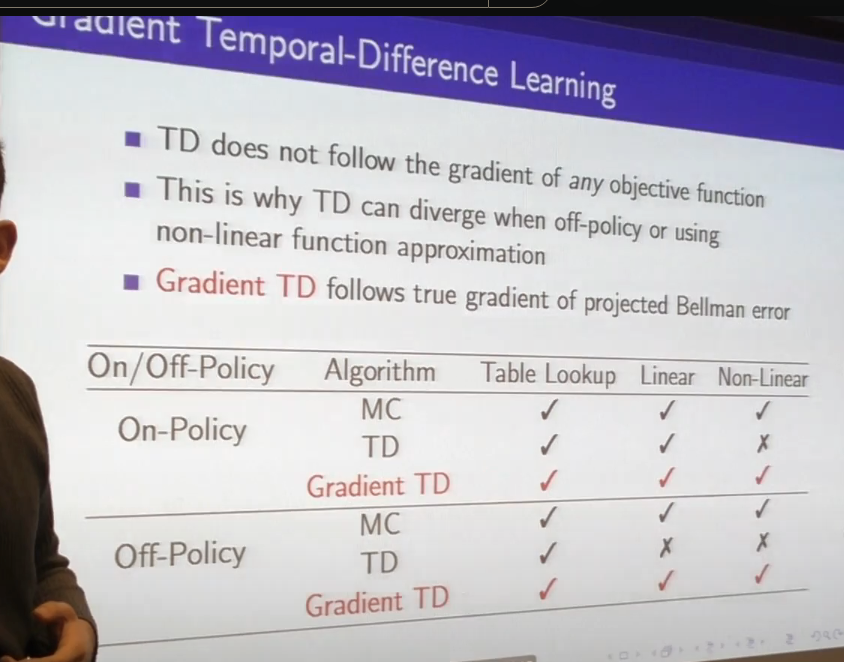 Gradient Temporal-Difference Learning
■ TD does not follow the gradient of any objective function
■ This is why TD can diverge when off-policy or using
non-linear function approximation
■ Gradient TD follows true gradient of projected Bellman error
On/Off-Policy Algorithm Table Lookup Linear Non-Linear
MC ✓ ✓ ✓
On-Policy
TD ✓ ✓ ✗
Gradient TD ✓ ✓ ✓
MC ✓ ✓ ✓
Off-Policy
TD ✓ ✗ ✗
Gradient TD ✓ ✓ ✓